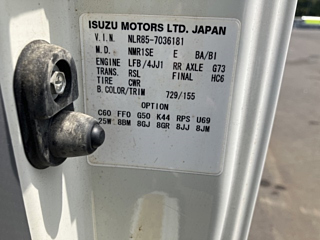 ISUZU MOTORS LTD. JAPAN
V.I.N. NLR85-7036181
M.D. NMR1SE E BA/BI
ENGINE LFB/4JJ1 RR AXLE G73
TRANS. RSL FINAL HC6
TIRE CWR
B.COLOR/TRIM 729/155
OPTION
C60 FF0 G50 K44 RPS U69
25W 8BM 8GJ 8GR 8JJ 8JM